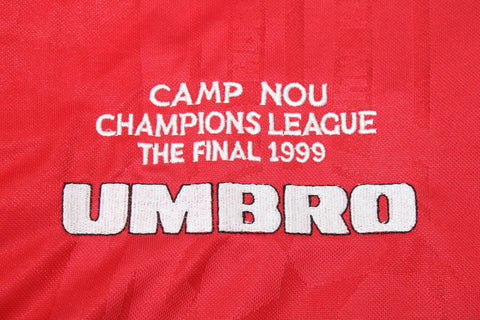 CAMP NOU
CHAMPIONS LEAGUE
THE FINAL 1999
UMBRO